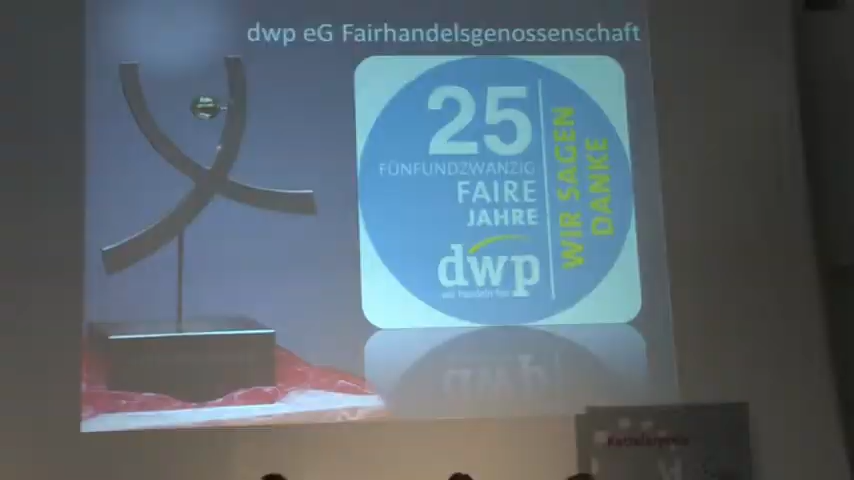 dwp eG Fairhandelsgenossenschaft
25
FÜNFUNDZWANZIG
FAIRE
JAHRE
dwp
WIR SAGEN
DANKE